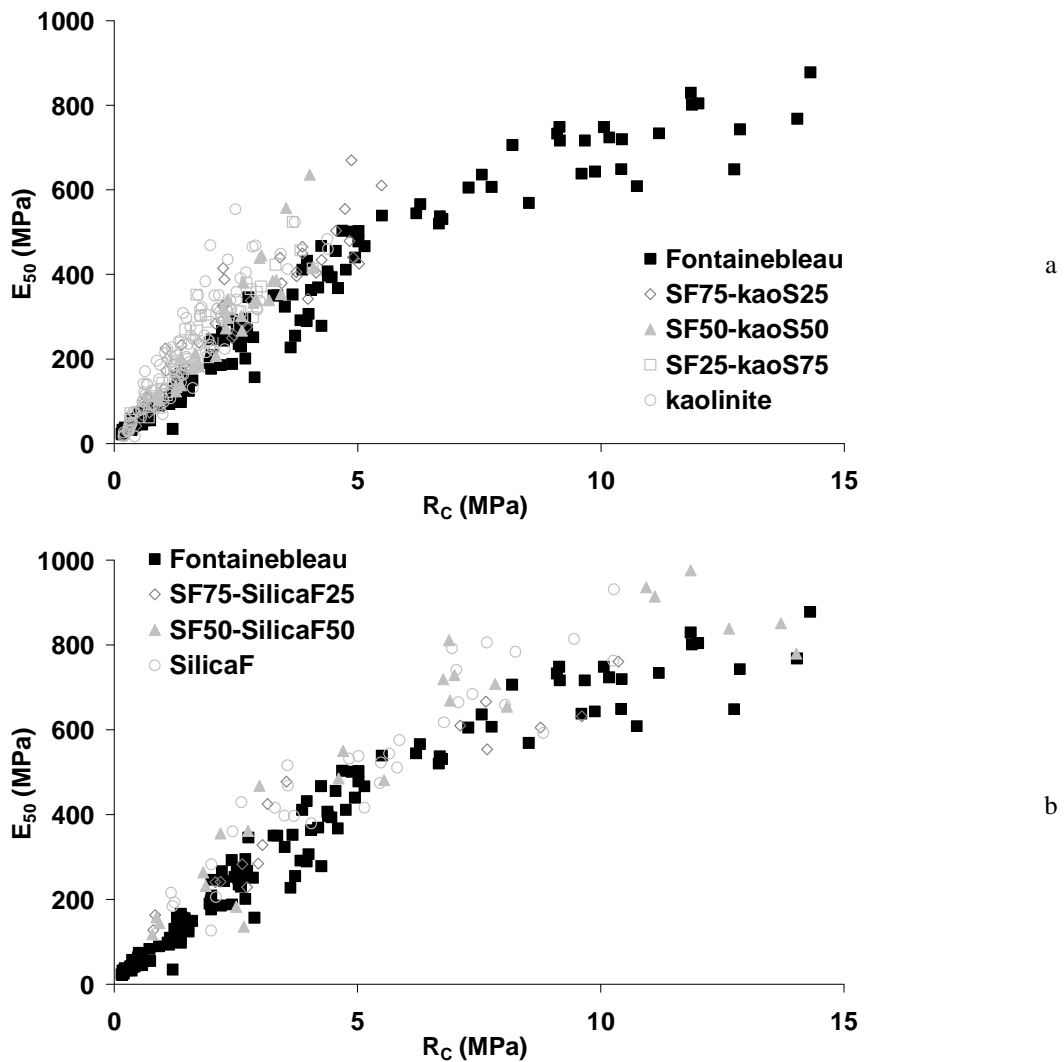 1000
800
600
400
200
0
E50 (MPa)
0 5 10 15
RC (MPa)
Fontainebleau
SF75-kaoS25
SF50-kaoS50
SF25-kaoS75
kaolinite
a
Fontainebleau
SF75-SilicaF25
SF50-SilicaF50
SilicaF
1000
800
600
400
200
0
E50 (MPa)
0 5 10 15
RC (MPa)
b